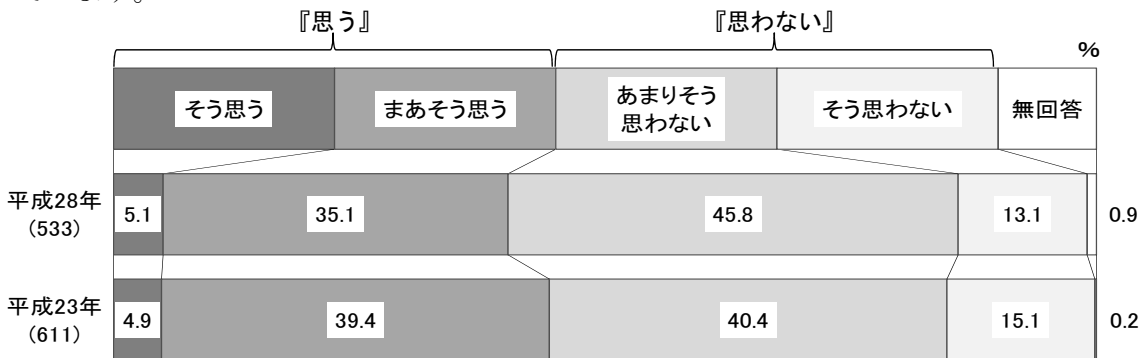 『思う』 『思わない』
%
そう思う まあそう思う あまりそう思わない そう思わない 無回答
平成28年
(533)
5.1 35.1 45.8 13.1 0.9
平成23年
(611)
4.9 39.4 40.4 15.1 0.2